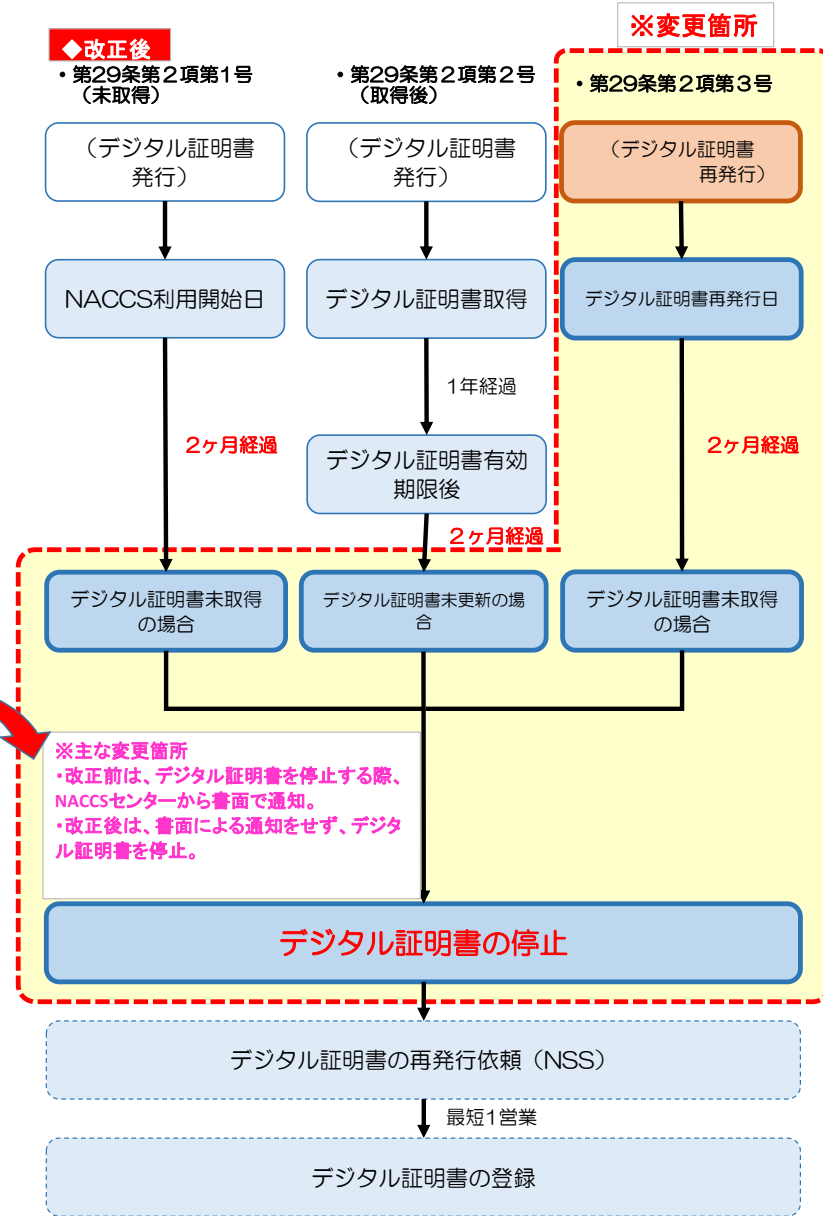 ※変更箇所
◆改正後
・第29条第２項第１号
（未取得）
・第29条第２項第２号
（取得後）
・第29条第２項第３号
（デジタル証明書
発行）
（デジタル証明書
発行）
（デジタル証明書
再発行）
NACCS利用開始日
デジタル証明書取得
デジタル証明書再発行日
1年経過
２ヶ月経過
デジタル証明書有効
期限後
２ヶ月経過
２ヶ月経過
デジタル証明書未取得
の場合
デジタル証明書未更新の場
合
デジタル証明書未取得
の場合
※主な変更箇所
・改正前は、デジタル証明書を停止する際、
NACCSセンターから書面で通知。
・改正後は、書面による通知をせず、デジタ
ル証明書を停止。
デジタル証明書の停止
デジタル証明書の再発行依頼（NSS）
最短1営業
デジタル証明書の登録